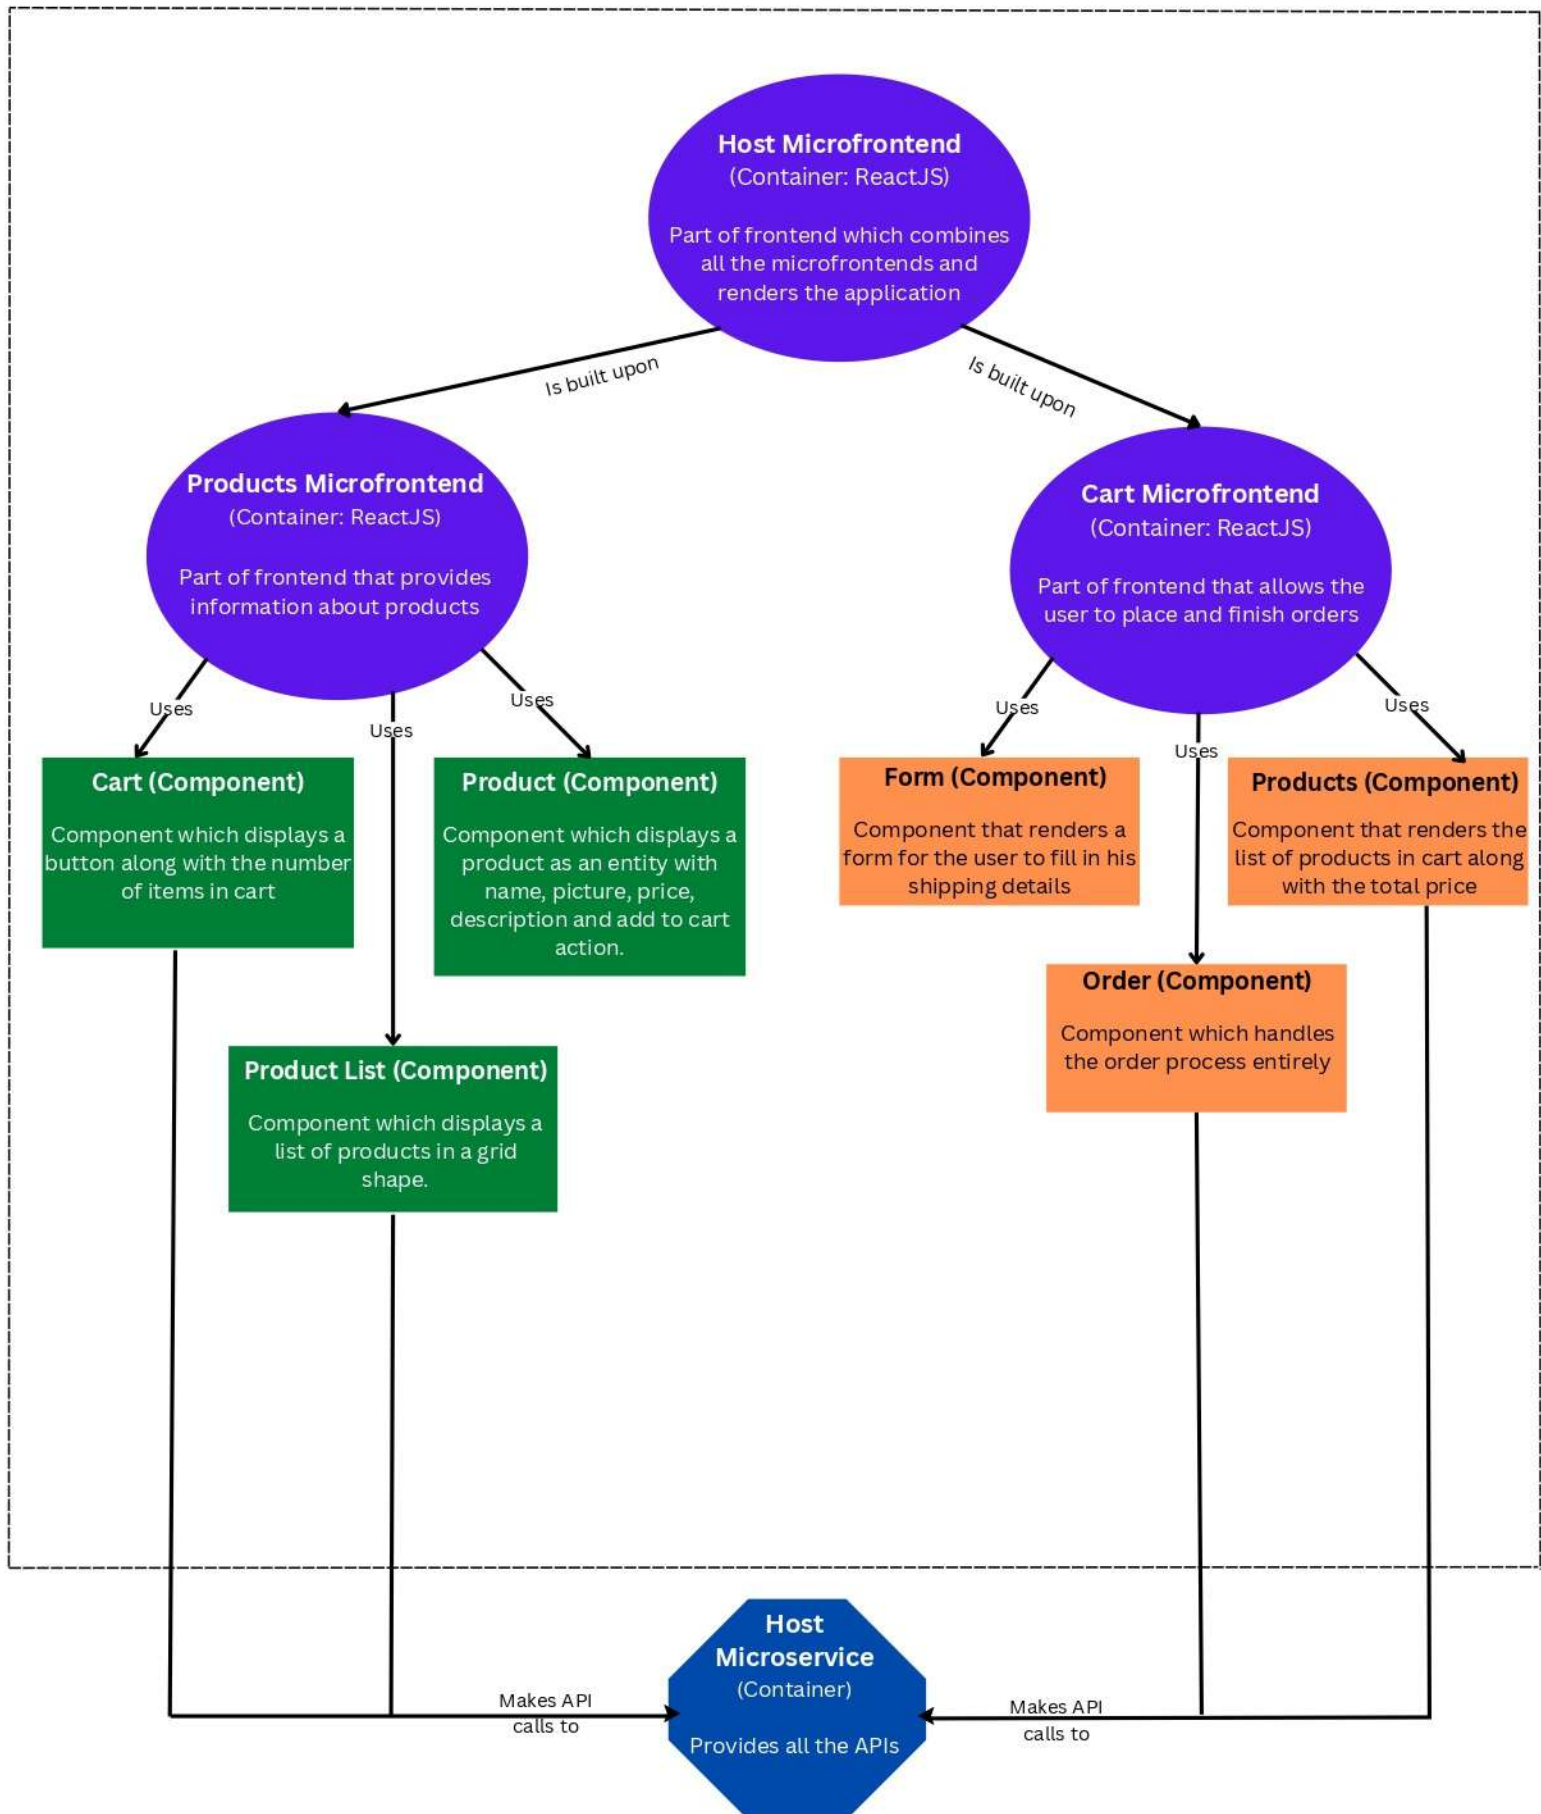 Host Microfrontend
(Container: ReactJS)
Part of frontend which combines
all the microfrontends and
renders the application
Is built upon
Is built upon
Products Microfrontend
(Container: ReactJS)
Part of frontend that provides
information about products
Cart Microfrontend
(Container: ReactJS)
Part of frontend that allows the
user to place and finish orders
Uses
Uses
Uses
Uses
Uses
Uses
Cart (Component)
Component which displays a
button along with the number
of items in cart
Product (Component)
Component which displays a
product as an entity with
name, picture, price,
description and add to cart
action.
Form (Component)
Component that renders a
form for the user to fill in his
shipping details
Products (Component)
Component that renders the
list of products in cart along
with the total price
Order (Component)
Component which handles
the order process entirely
Product List (Component)
Component which displays a
list of products in a grid
shape.
Host
Microservice
(Container)
Provides all the APIs
Makes API
calls to
Makes API
calls to